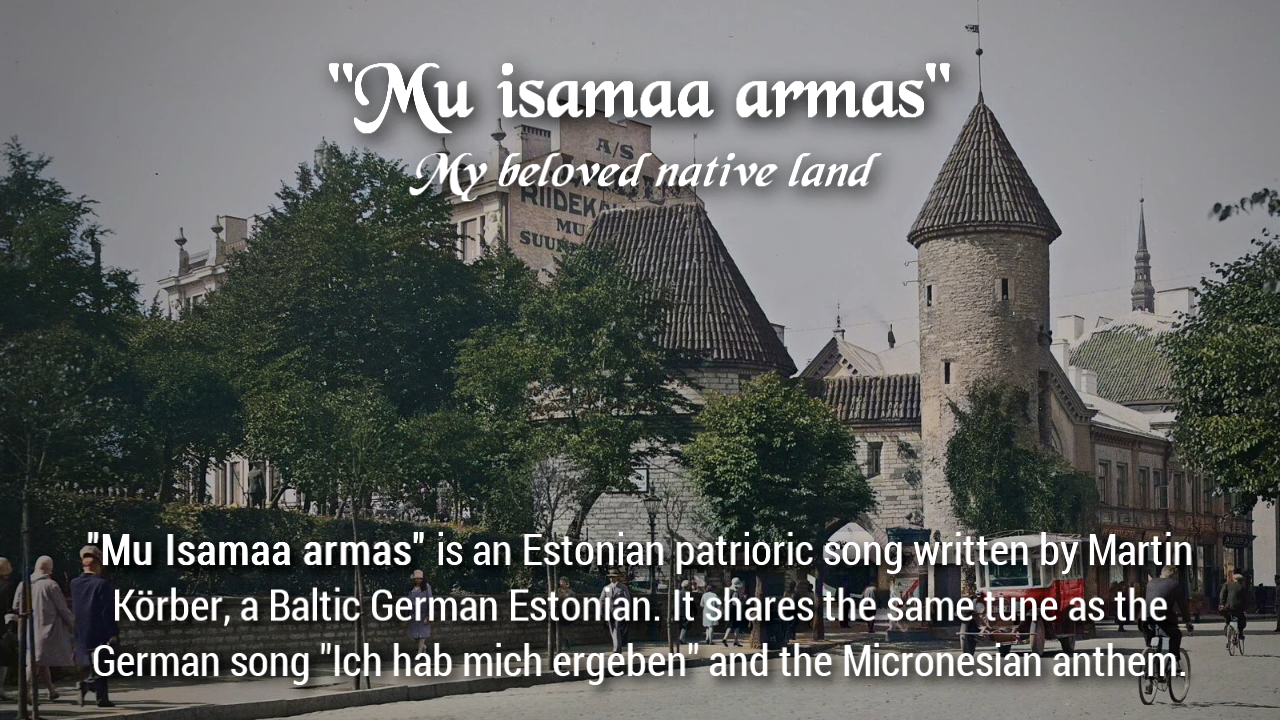 "Mu isamaa armas"
My beloved native land
A/S
RIIDEKA
MU
SUUR
"Mu Isamaa armas" is an Estonian patrioric song written by Martin
Körber, a Baltic German Estonian. It shares the same tune as the
German song "Ich hab mich ergeben" and the Micronesian anthem.